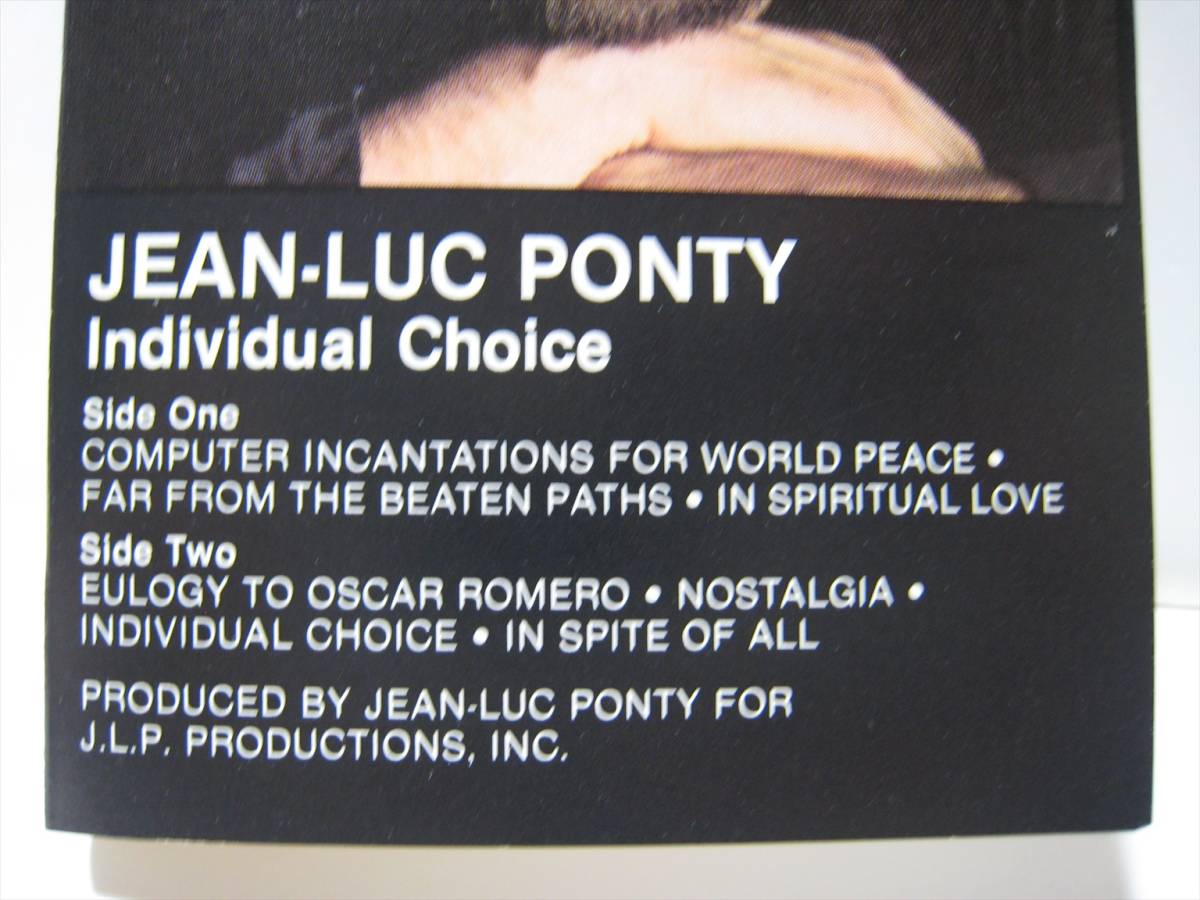 JEAN-LUC PONTY
Individual Choice
Side One
COMPUTER INCANTATIONS FOR WORLD PEACE •
FAR FROM THE BEATEN PATHS • IN SPIRITUAL LOVE
Side Two
EULOGY TO OSCAR ROMERO • NOSTALGIA •
INDIVIDUAL CHOICE • IN SPITE OF ALL
PRODUCED BY JEAN-LUC PONTY FOR
J.L.P. PRODUCTIONS, INC.